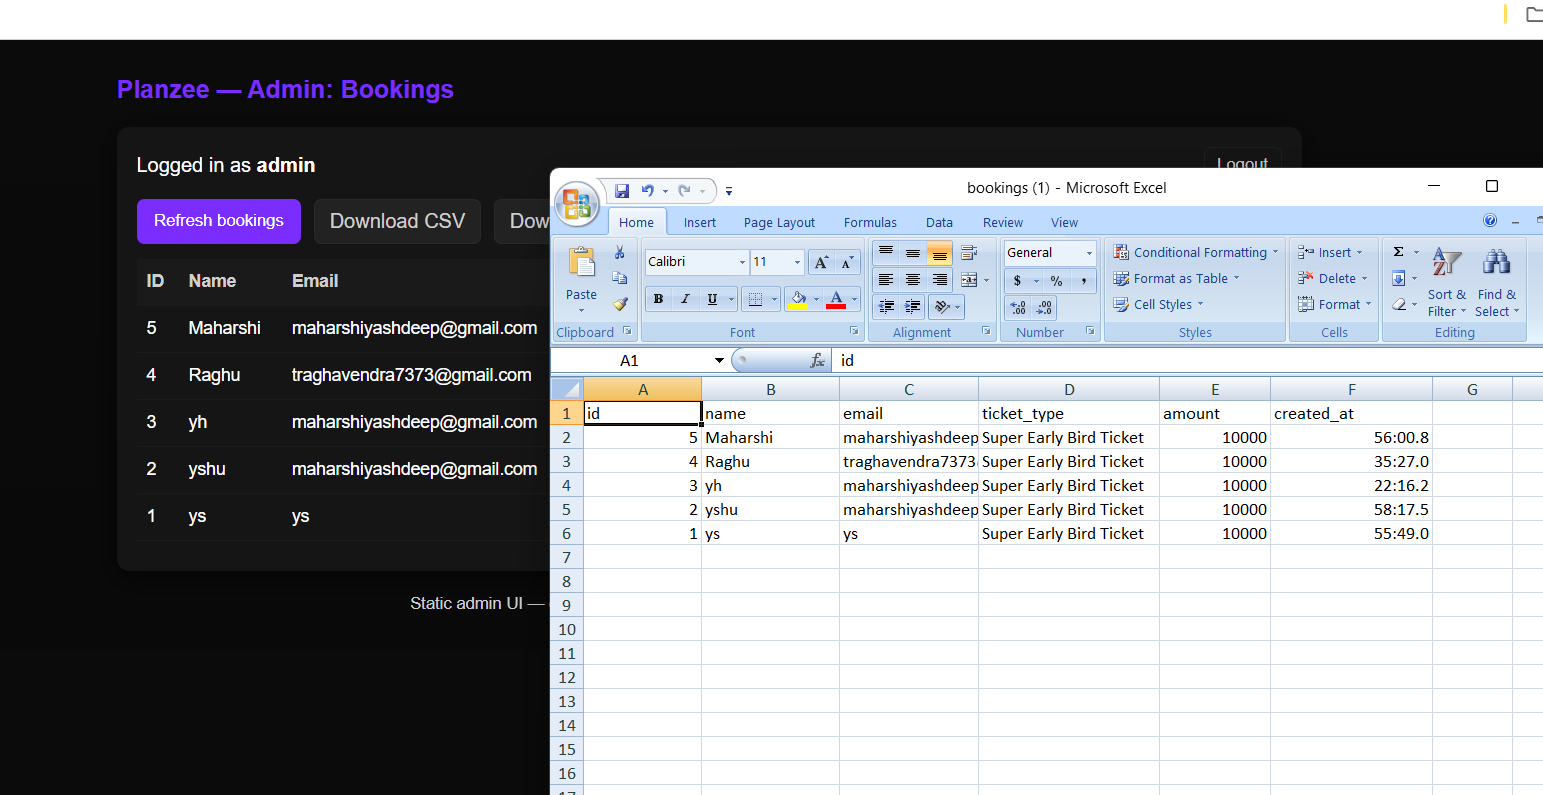 Planzee — Admin: Bookings
Logged in as admin
Logout
Refresh bookings
Download CSV
Dow
ID Name Email
5 Maharshi maharshiyashdeep@gmail.com
4 Raghu traghavendra7373@gmail.com
3 yh maharshiyashdeep@gmail.com
2 yshu maharshiyashdeep@gmail.com
1 ys ys
Static admin UI —
bookings (1) - Microsoft Excel
Home Insert Page Layout Formulas Data Review View
Calibri 11 General
Conditional Formatting
Format as Table
Cell Styles
Insert
Delete
Format
Σ
Sort & Filter
Find & Select
Paste
B I U A A A
$ % ,
Clipboard Font Alignment Number Styles Cells Editing
A1 fx id
A B C D E F G
1 id name email ticket_type amount created_at
2 5 Maharshi maharshiyashdeep Super Early Bird Ticket 10000 56:00.8
3 4 Raghu traghavendra7373 Super Early Bird Ticket 10000 35:27.0
4 3 yh maharshiyashdeep Super Early Bird Ticket 10000 22:16.2
5 2 yshu maharshiyashdeep Super Early Bird Ticket 10000 58:17.5
6 1 ys ys Super Early Bird Ticket 10000 55:49.0
7
8
9
10
11
12
13
14
15
16